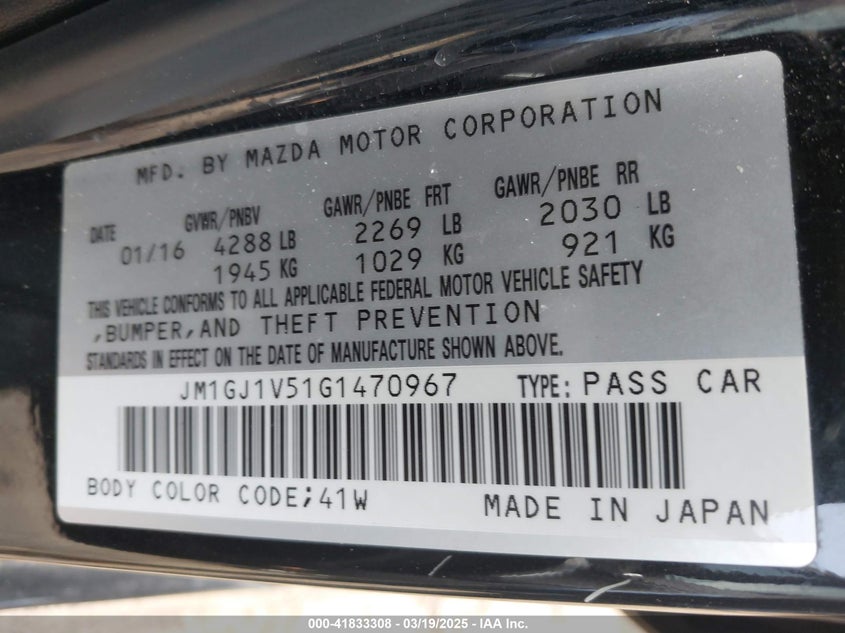 MFD. BY MAZDA MOTOR CORPORATION
DATE GVWR/PNBV GAWR/PNBE FRT GAWR/PNBE RR
01/16 4288 LB 2269 LB 2030 LB
1945 KG 1029 KG 921 KG
THIS VEHICLE CONFORMS TO ALL APPLICABLE FEDERAL MOTOR VEHICLE SAFETY
,BUMPER,AND THEFT PREVENTION
STANDARDS IN EFFECT ON THE DATE OF MANUFACTURE SHOWN ABOVE.
JM1GJ1V51G1470967 TYPE: PASS CAR
BODY COLOR CODE;41W MADE IN JAPAN
000-41833308 - 03/19/2025 - IAA Inc.